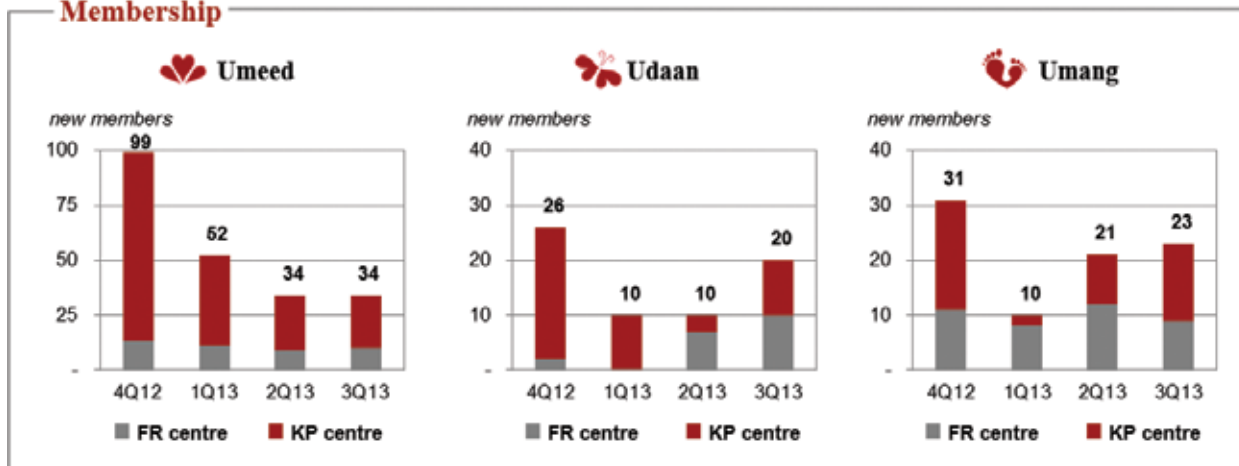 Membership
Umeed
Udaan
Umang
new members
100
75
50
25
-
99
52
34
34
4Q12 1Q13 2Q13 3Q13
FR centre KP centre
new members
40
30
20
10
-
26
10
10
20
4Q12 1Q13 2Q13 3Q13
FR centre KP centre
new members
40
30
20
10
-
31
10
21
23
4Q12 1Q13 2Q13 3Q13
FR centre KP centre